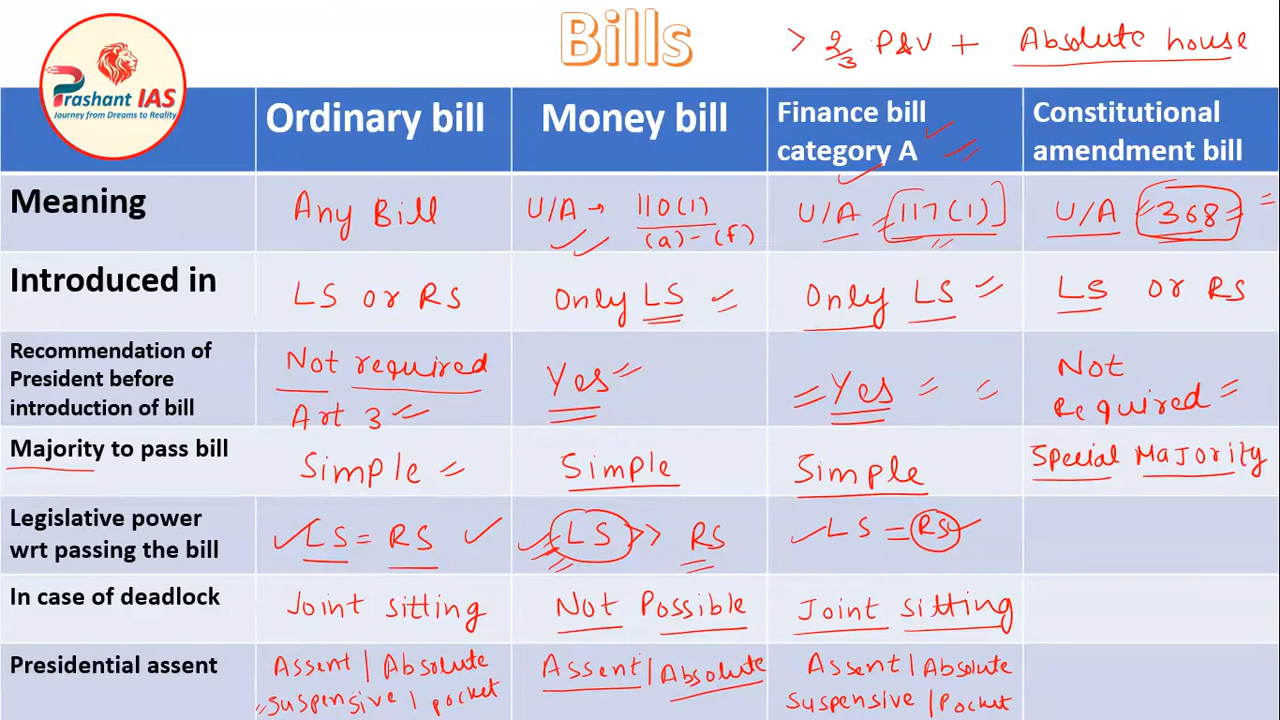 Bills
> 2/3 P&V + Absolute house
Prashant IAS
Journey from Dreams to Reality
Ordinary bill
Money bill
Finance bill
category A
Constitutional
amendment bill
Meaning
Any Bill
U/A → 110(1)
(a) - (f)
U/A = [117(1)]
U/A = 368 =
Introduced in
LS or RS
Only LS =
Only LS =
LS or RS
Recommendation of
President before
introduction of bill
Not required
Art 3 =
Yes =
= Yes = =
Not
Required =
Majority to pass bill
Simple =
Simple
Simple
Special Majority
Legislative power
wrt passing the bill
✓ LS = RS ✓
✓ LS >> RS
✓ LS = RS ✓
In case of deadlock
Joint sitting
Not Possible
Joint sitting
Presidential assent
Assent | Absolute
suspensive | pocket
Assent | Absolute
Assent | Absolute
Suspensive | Pocket